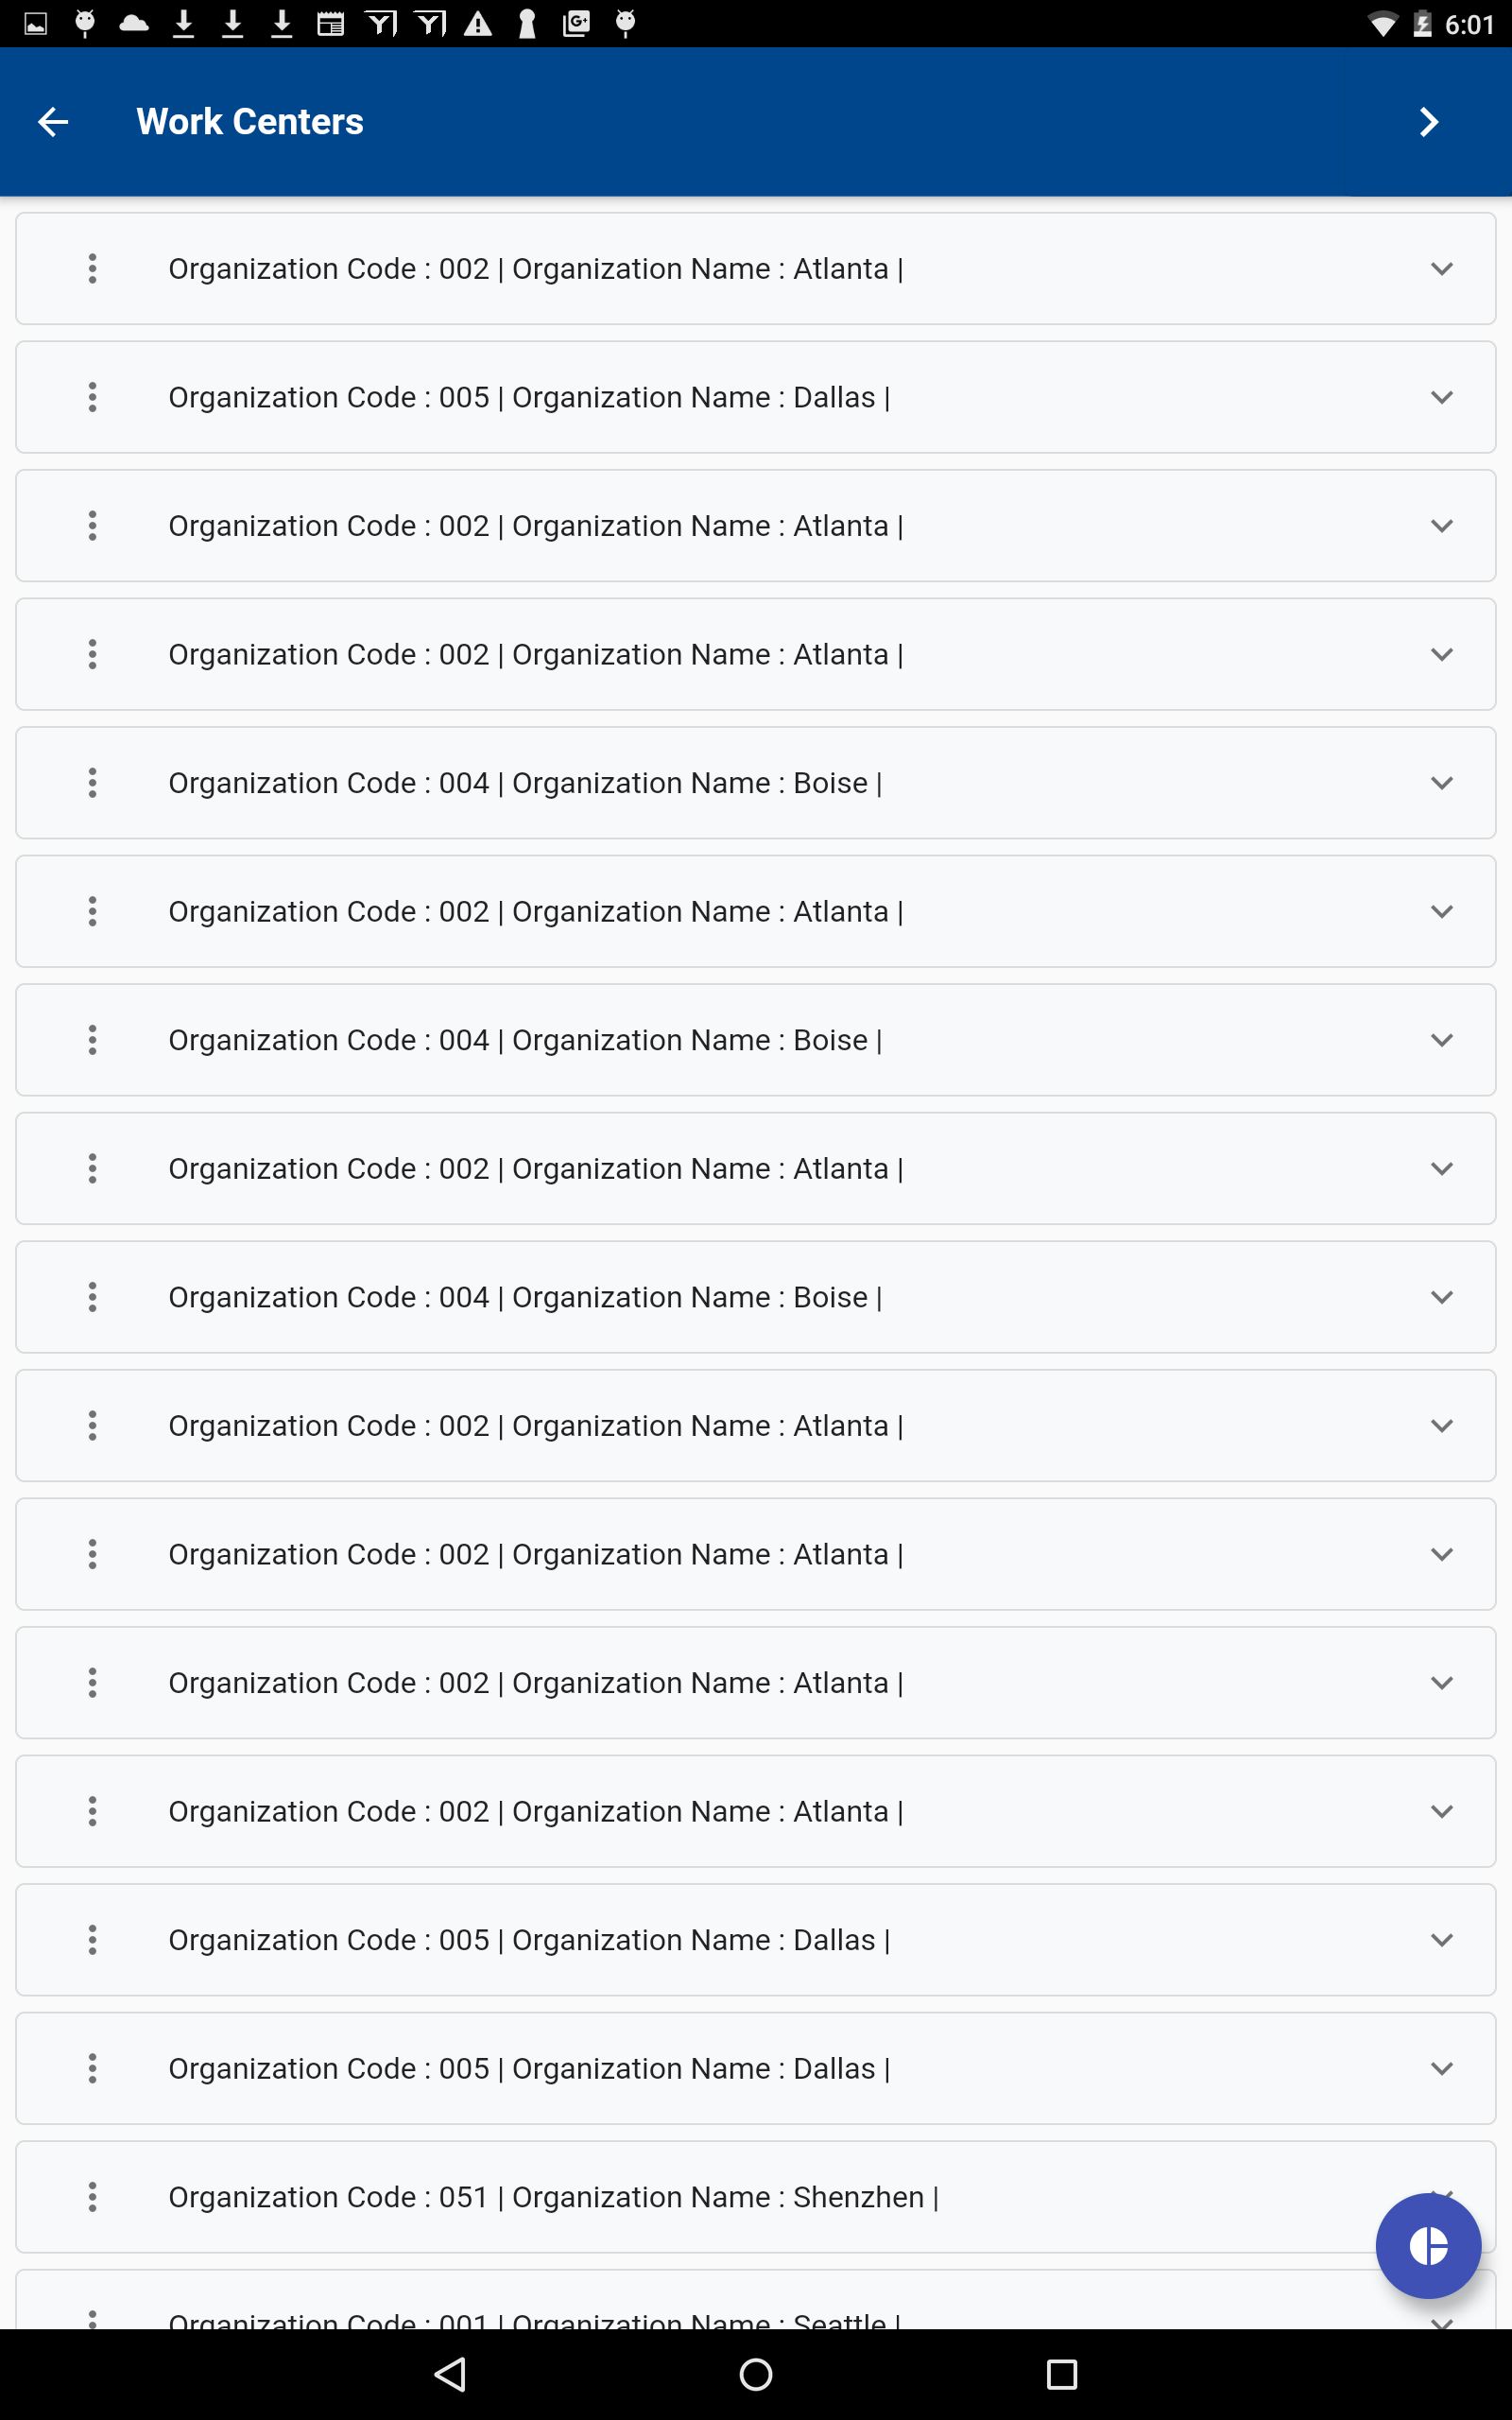 6:01
Work Centers
Organization Code : 002 | Organization Name : Atlanta |
Organization Code : 005 | Organization Name : Dallas |
Organization Code : 002 | Organization Name : Atlanta |
Organization Code : 002 | Organization Name : Atlanta |
Organization Code : 004 | Organization Name : Boise |
Organization Code : 002 | Organization Name : Atlanta |
Organization Code : 004 | Organization Name : Boise |
Organization Code : 002 | Organization Name : Atlanta |
Organization Code : 004 | Organization Name : Boise |
Organization Code : 002 | Organization Name : Atlanta |
Organization Code : 002 | Organization Name : Atlanta |
Organization Code : 002 | Organization Name : Atlanta |
Organization Code : 002 | Organization Name : Atlanta |
Organization Code : 005 | Organization Name : Dallas |
Organization Code : 005 | Organization Name : Dallas |
Organization Code : 051 | Organization Name : Shenzhen |
Organization Code : 001 | Organization Name : Seattle |